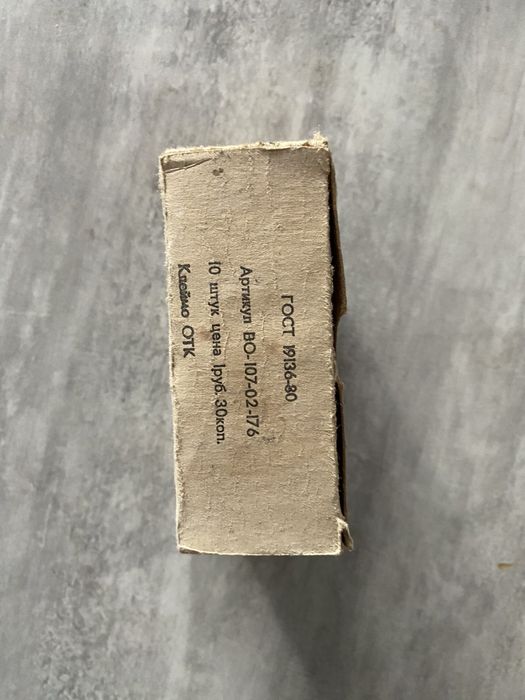 ГОСТ 19136-80
Артикул ВО-107-02-176
10 штук цена 1руб. 30коп.
Клеймо ОТК